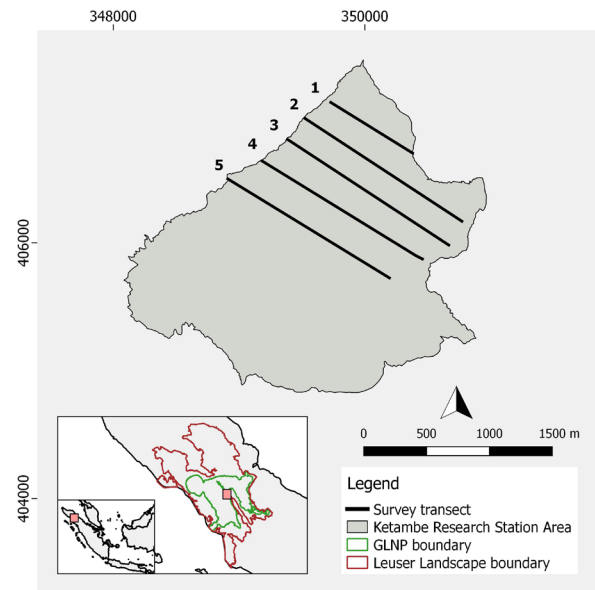 348000 350000
1
2
3
4
5
406000
404000
0 500 1000 1500 m
Legend
Survey transect
Ketambe Research Station Area
GLNP boundary
Leuser Landscape boundary